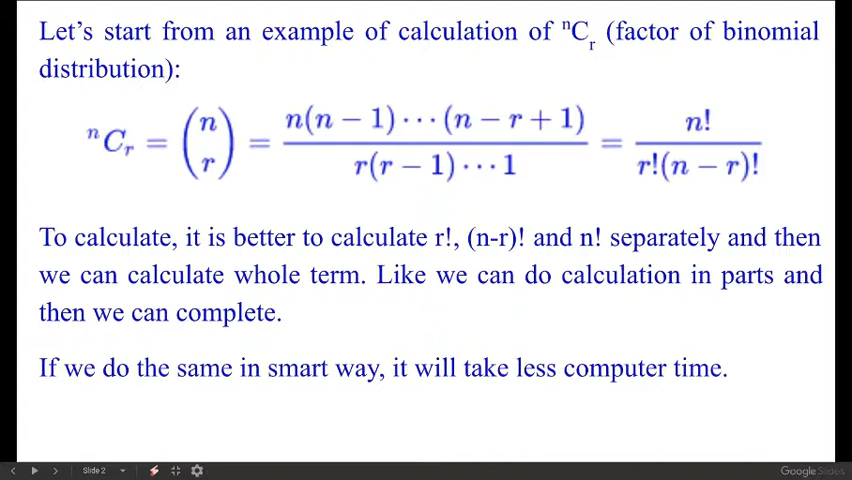 Let's start from an example of calculation of ⁿCᵣ (factor of binomial
distribution):
ⁿCᵣ = (n r) = n(n − 1)⋯(n − r + 1) / r(r − 1)⋯1 = n! / r!(n − r)!
To calculate, it is better to calculate r!, (n-r)! and n! separately and then
we can calculate whole term. Like we can do calculation in parts and
then we can complete.
If we do the same in smart way, it will take less computer time.
Slide 2
Google Slides